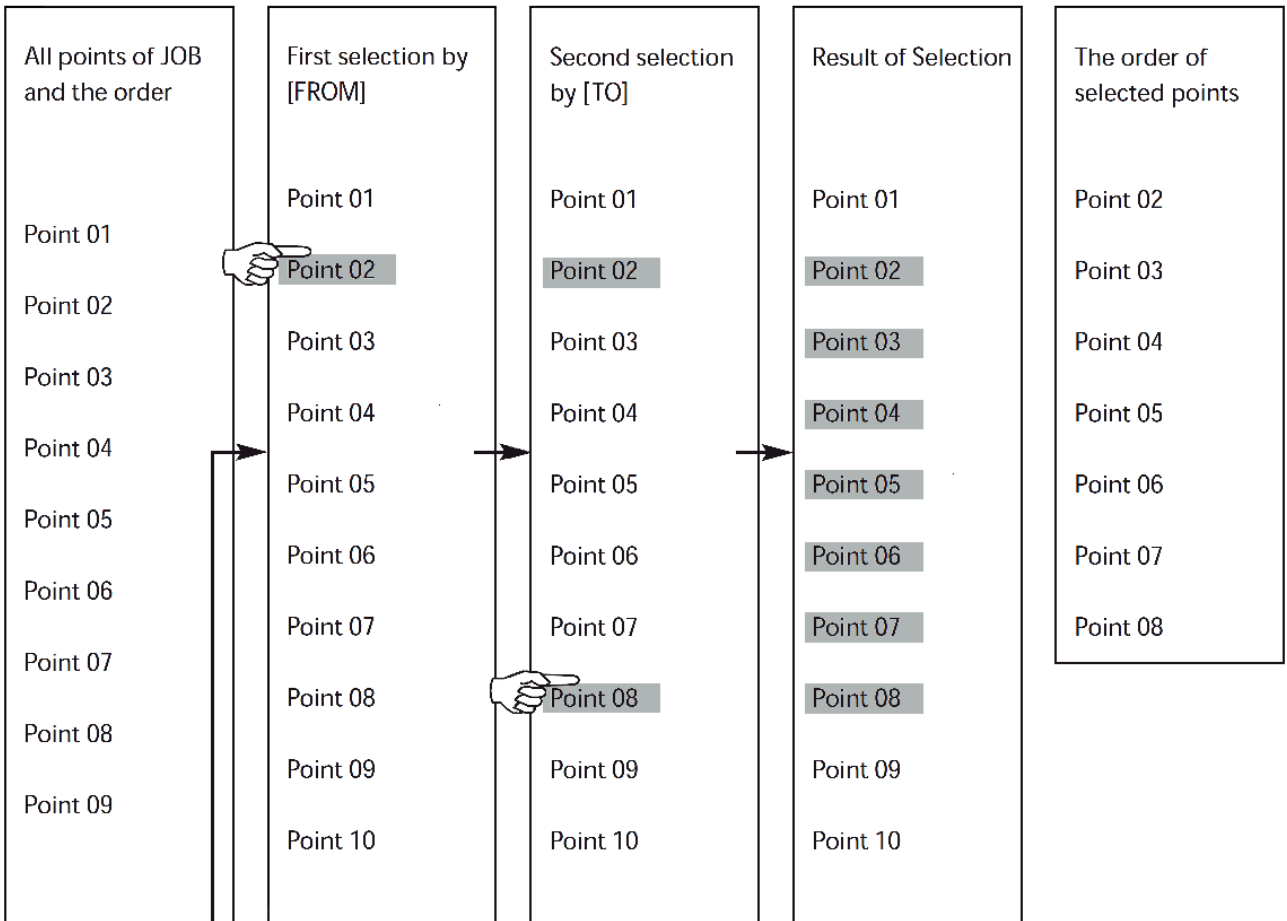 All points of JOB
and the order
Point 01
Point 02
Point 03
Point 04
Point 05
Point 06
Point 07
Point 08
Point 09
First selection by
[FROM]
Point 01
Point 02
Point 03
Point 04
Point 05
Point 06
Point 07
Point 08
Point 09
Point 10
Second selection
by [TO]
Point 01
Point 02
Point 03
Point 04
Point 05
Point 06
Point 07
Point 08
Point 09
Point 10
Result of Selection
Point 01
Point 02
Point 03
Point 04
Point 05
Point 06
Point 07
Point 08
Point 09
Point 10
The order of
selected points
Point 02
Point 03
Point 04
Point 05
Point 06
Point 07
Point 08